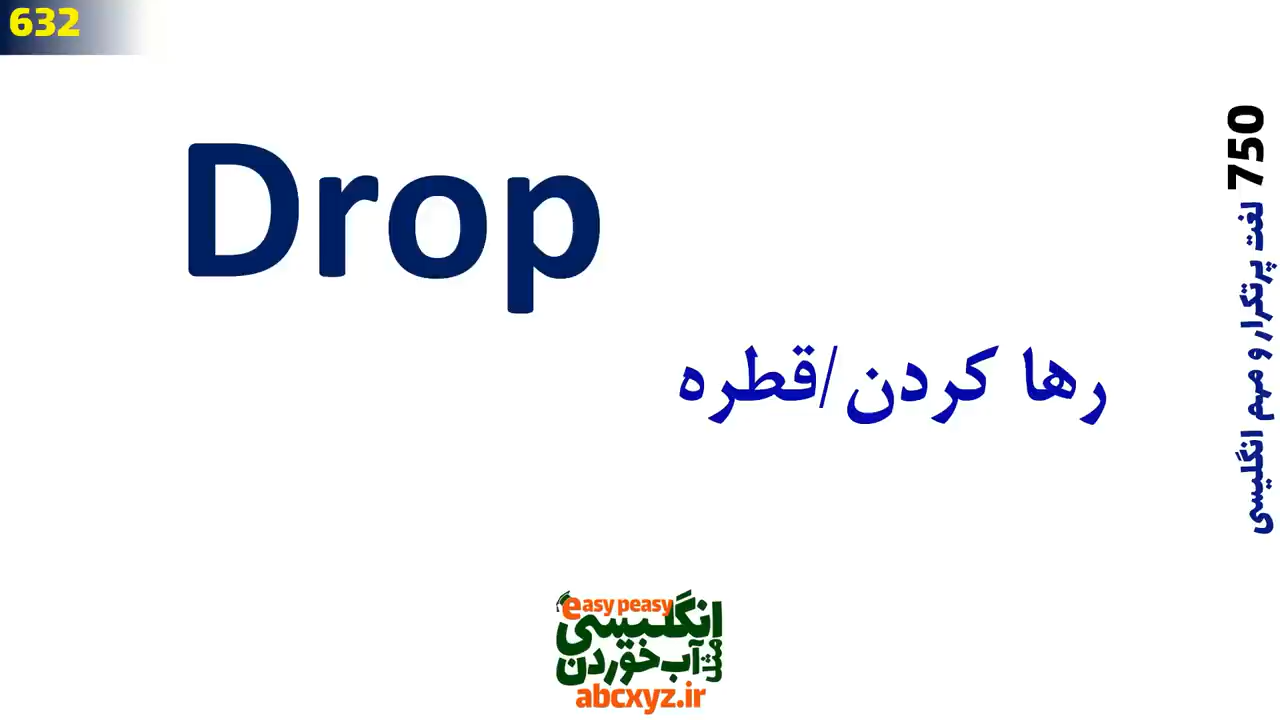 632
Drop
رها کردن/قطره
750 لغت پرتکرار و مهم انگلیسی
easy peasy
انگلیسی
مثل آب خوردن
abcxyz.ir